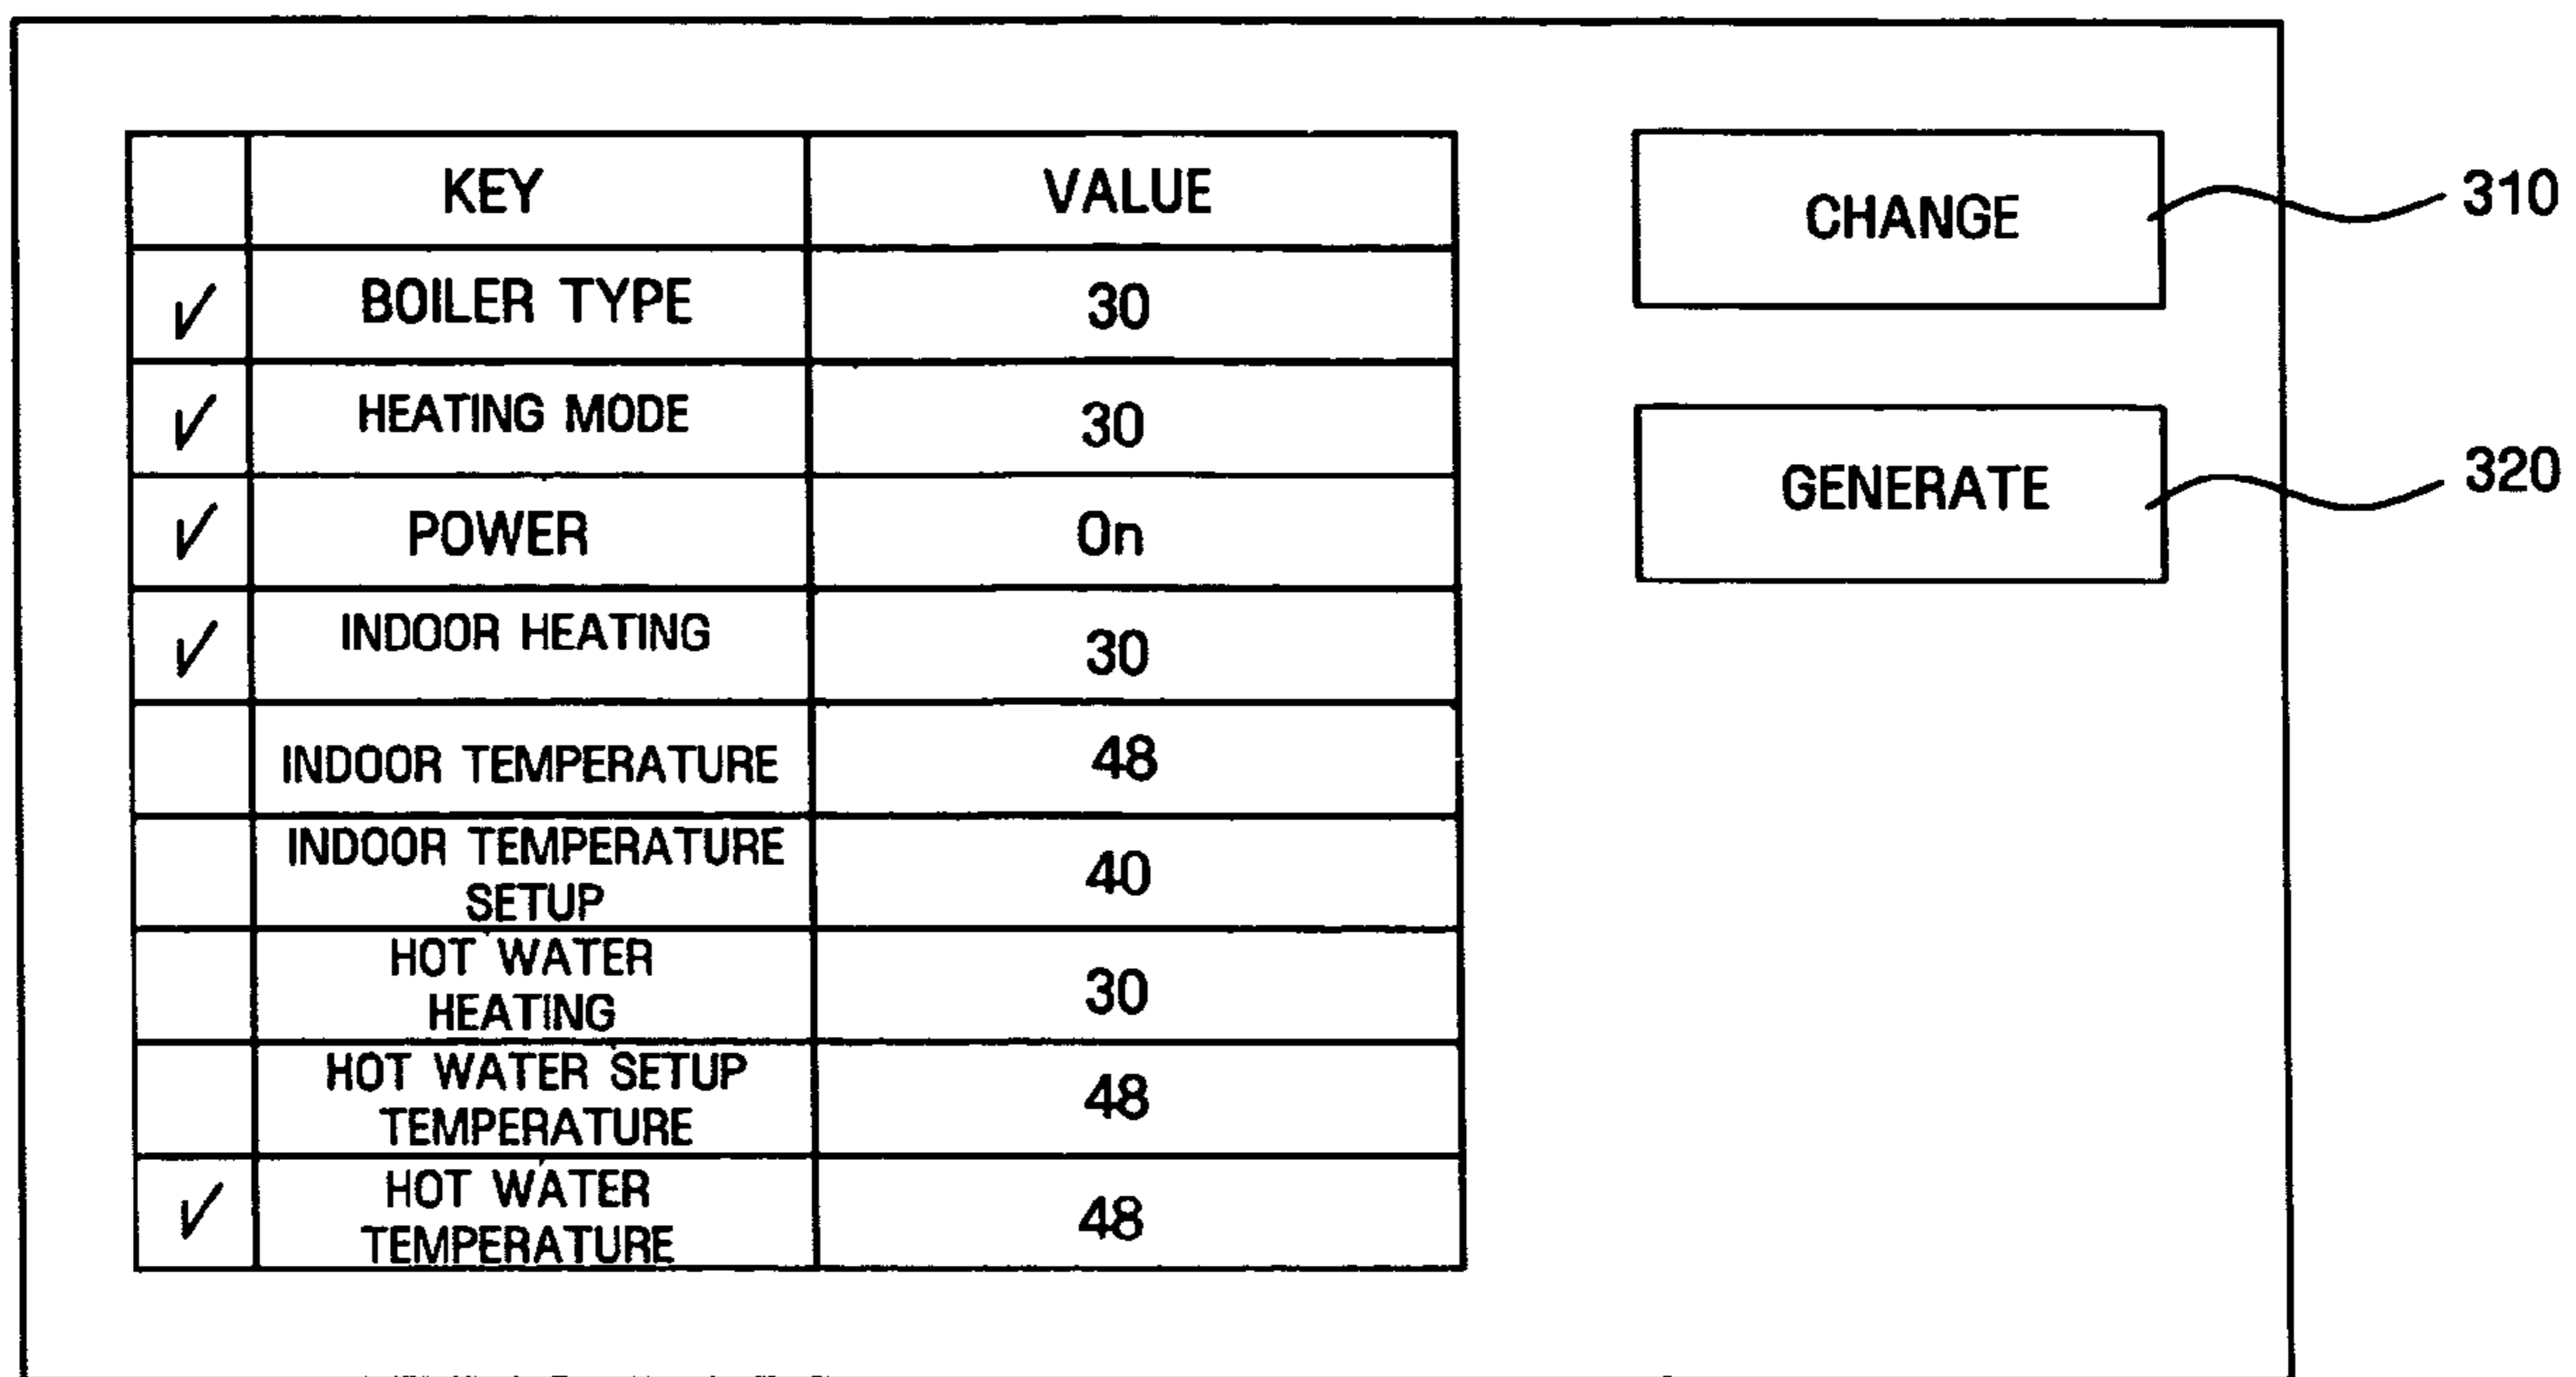 KEY VALUE
✓ BOILER TYPE 30
✓ HEATING MODE 30
✓ POWER On
✓ INDOOR HEATING 30
INDOOR TEMPERATURE 48
INDOOR TEMPERATURE
SETUP 40
HOT WATER
HEATING 30
HOT WATER SETUP
TEMPERATURE 48
✓ HOT WATER
TEMPERATURE 48
CHANGE 310
GENERATE 320